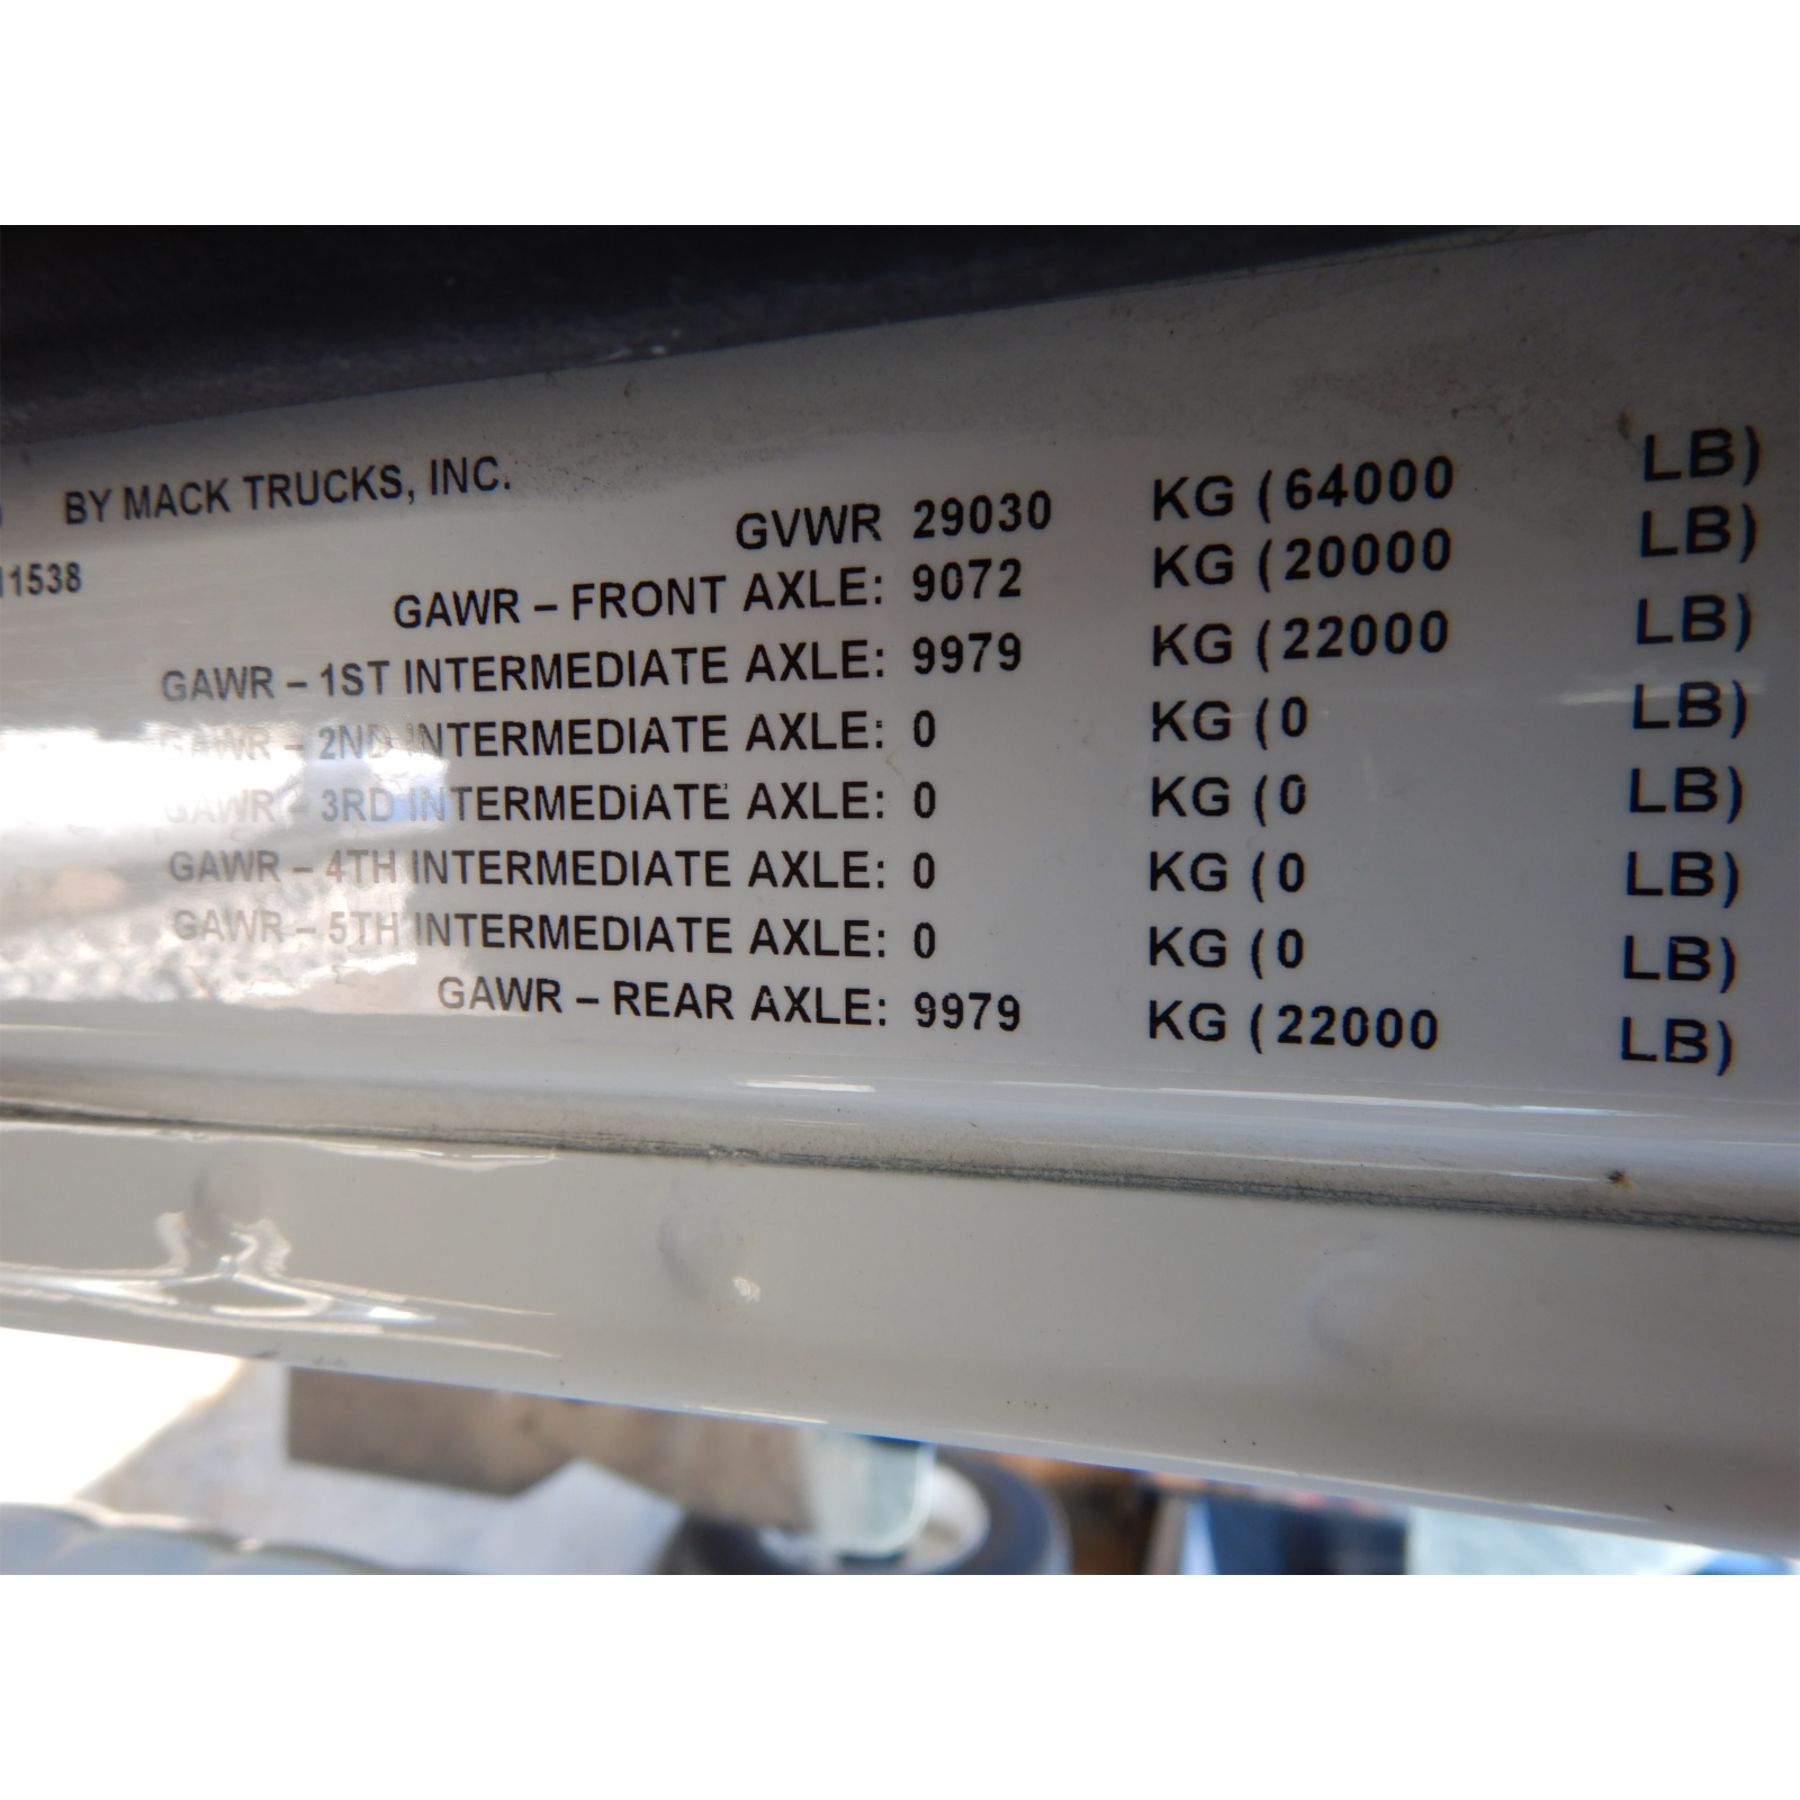 BY MACK TRUCKS, INC.
11538
GVWR 29030 KG (64000 LB)
GAWR – FRONT AXLE: 9072 KG (20000 LB)
GAWR – 1ST INTERMEDIATE AXLE: 9979 KG (22000 LB)
GAWR – 2ND INTERMEDIATE AXLE: 0 KG (0 LB)
GAWR – 3RD INTERMEDIATE AXLE: 0 KG (0 LB)
GAWR – 4TH INTERMEDIATE AXLE: 0 KG (0 LB)
GAWR – 5TH INTERMEDIATE AXLE: 0 KG (0 LB)
GAWR – REAR AXLE: 9979 KG (22000 LB)